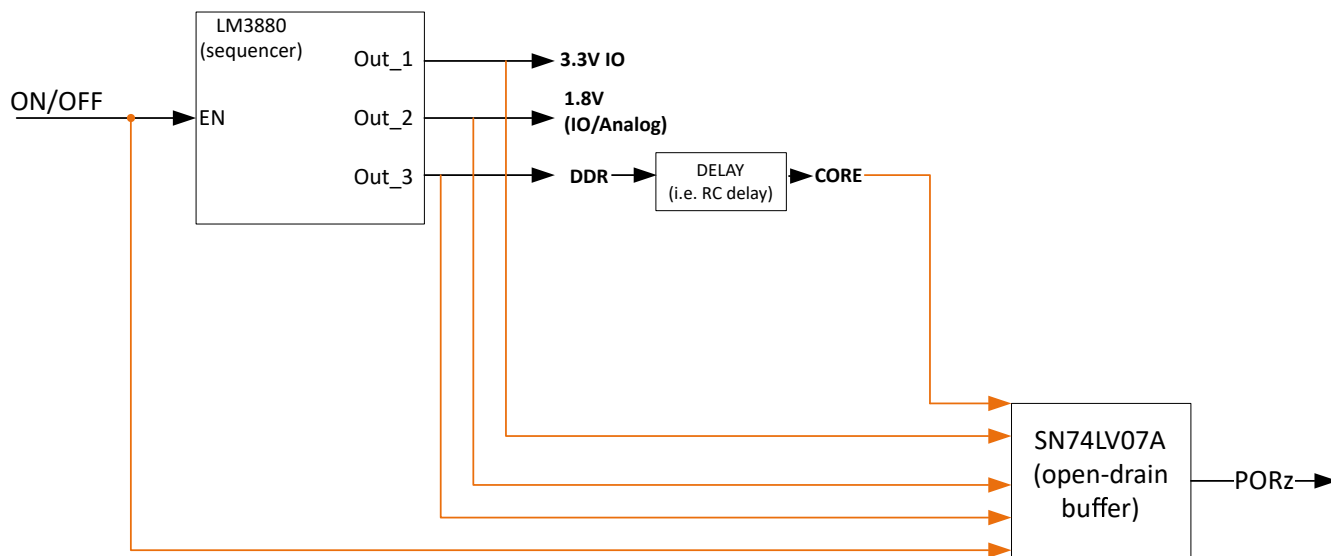 LM3880
(sequencer)
Out_1
3.3V IO
ON/OFF
EN
Out_2
1.8V
(IO/Analog)
Out_3
DDR
DELAY
(i.e. RC delay)
CORE
SN74LV07A
(open-drain
buffer)
PORz